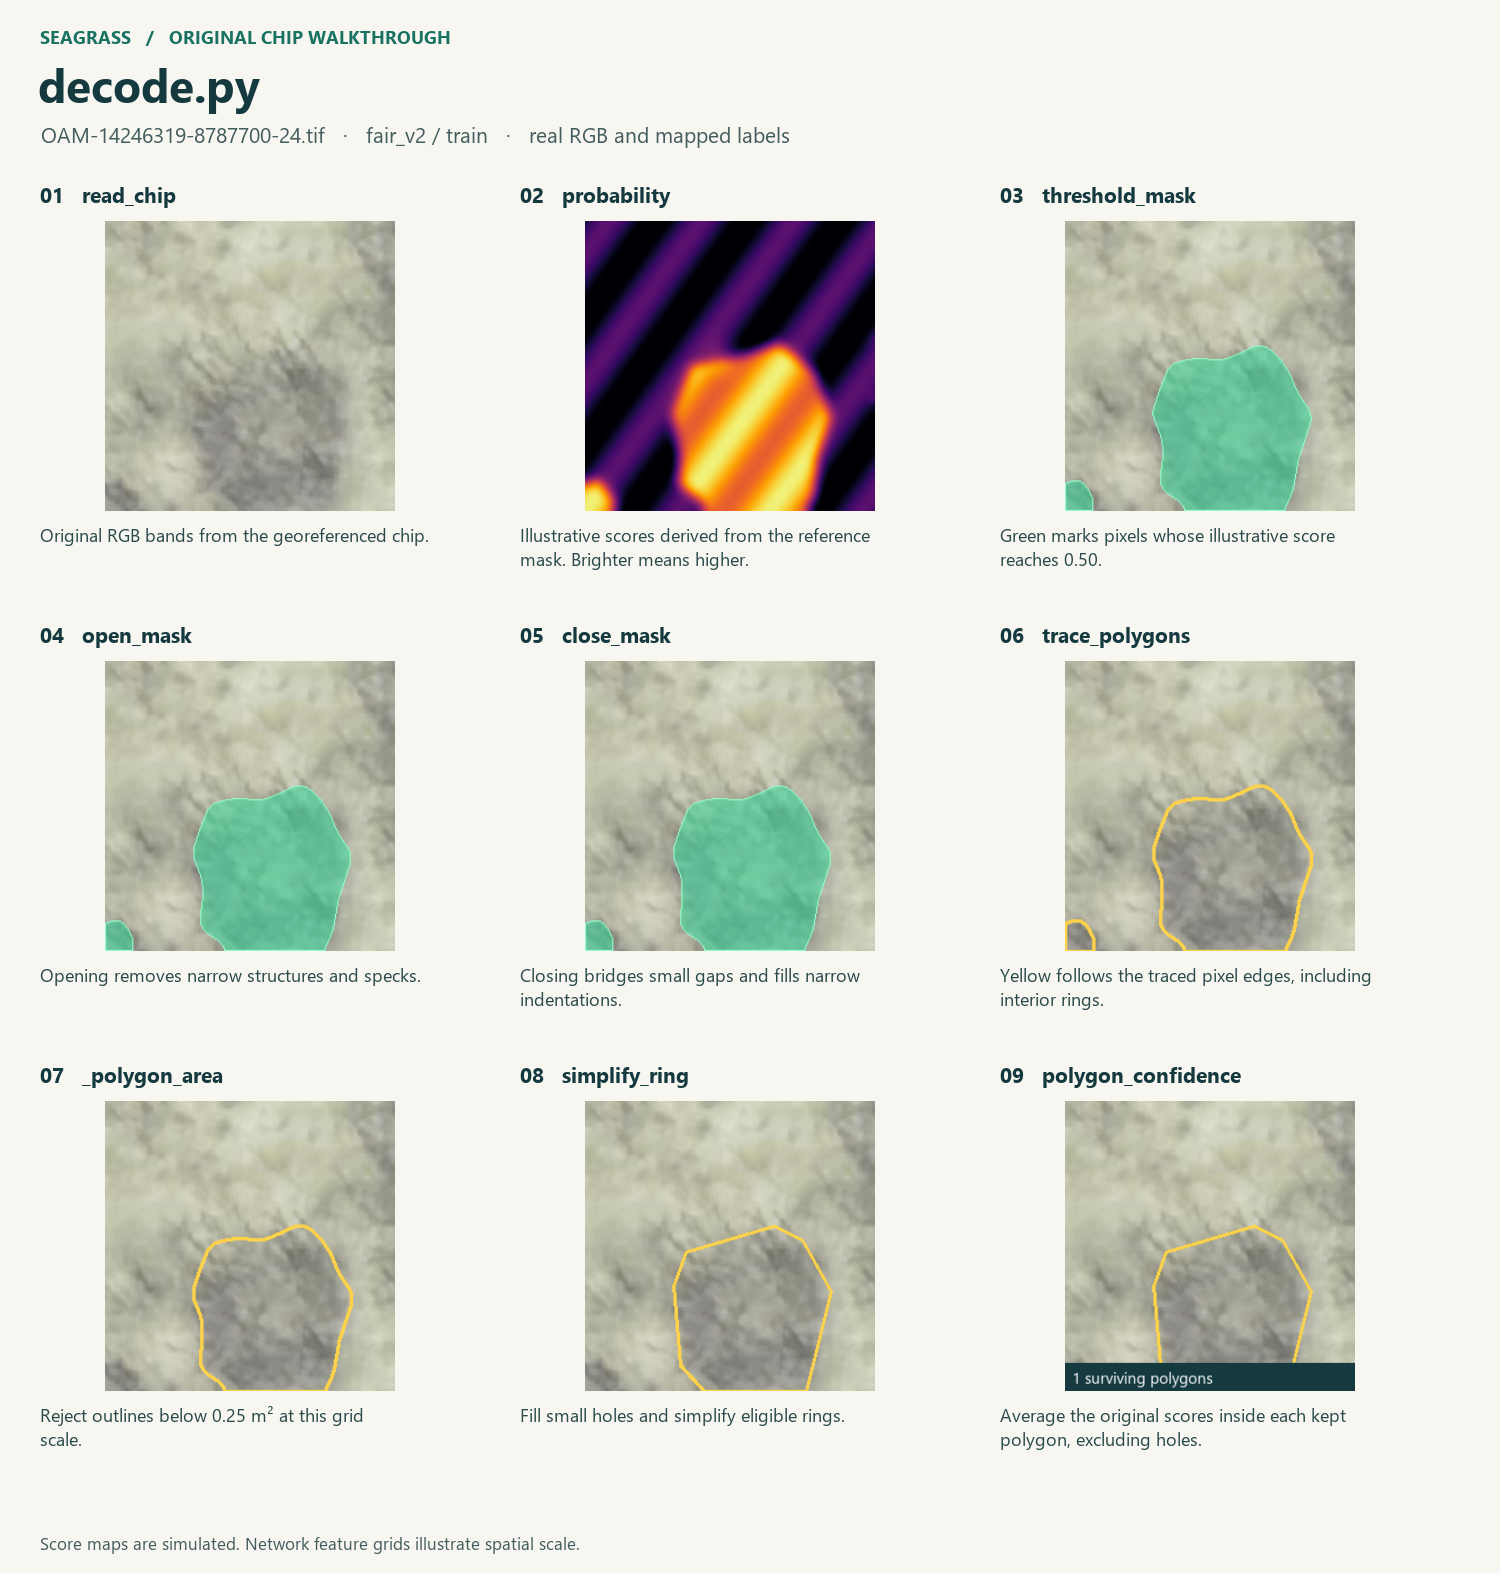 SEAGRASS / ORIGINAL CHIP WALKTHROUGH
decode.py
OAM-14246319-8787700-24.tif · fair_v2 / train · real RGB and mapped labels
01 read_chip
Original RGB bands from the georeferenced chip.
02 probability
Illustrative scores derived from the reference
mask. Brighter means higher.
03 threshold_mask
Green marks pixels whose illustrative score
reaches 0.50.
04 open_mask
Opening removes narrow structures and specks.
05 close_mask
Closing bridges small gaps and fills narrow
indentations.
06 trace_polygons
Yellow follows the traced pixel edges, including
interior rings.
07 _polygon_area
Reject outlines below 0.25 m² at this grid
scale.
08 simplify_ring
Fill small holes and simplify eligible rings.
09 polygon_confidence
1 surviving polygons
Average the original scores inside each kept
polygon, excluding holes.
Score maps are simulated. Network feature grids illustrate spatial scale.